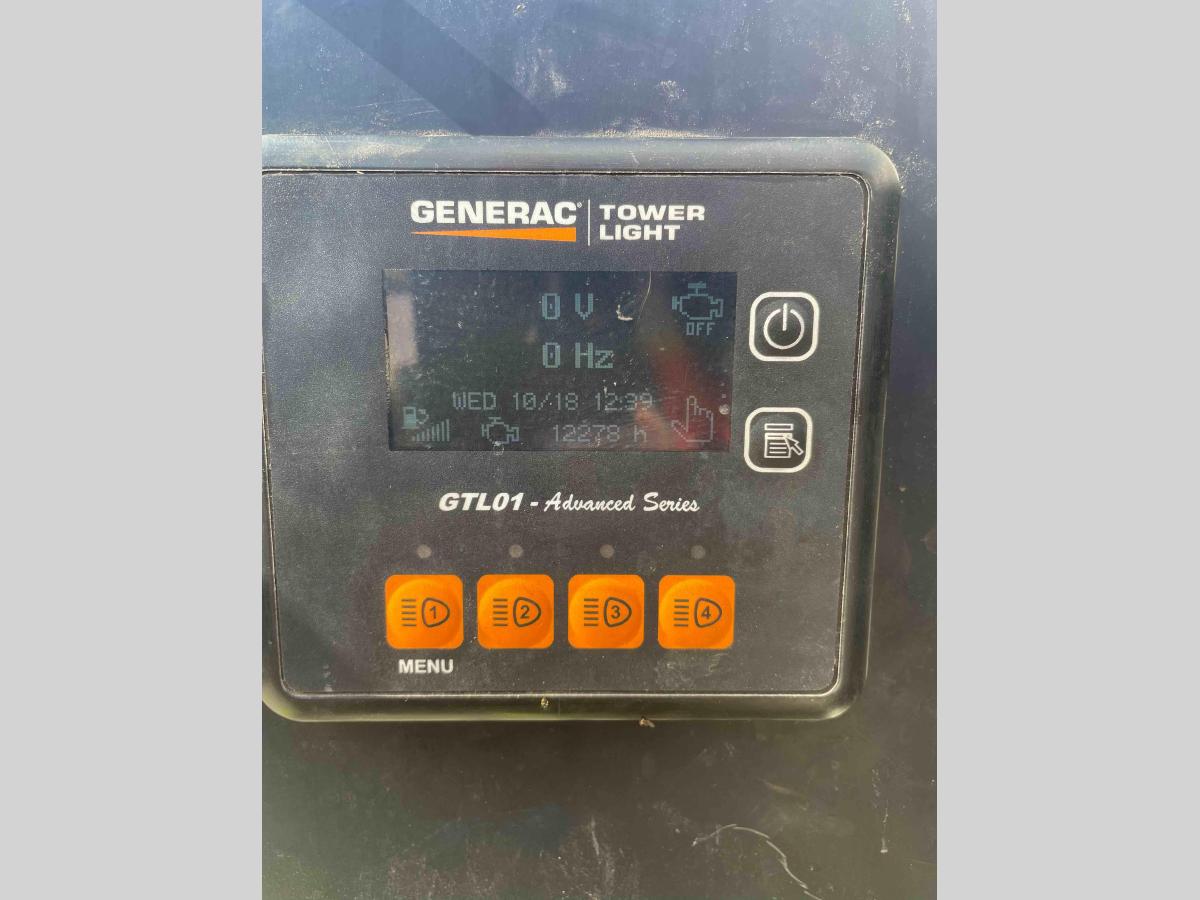 GENERAC® TOWER LIGHT
0 V
OFF
0 Hz
WED 10/18 12:39
12278 h
GTL01 - Advanced Series
1 2 3 4
MENU